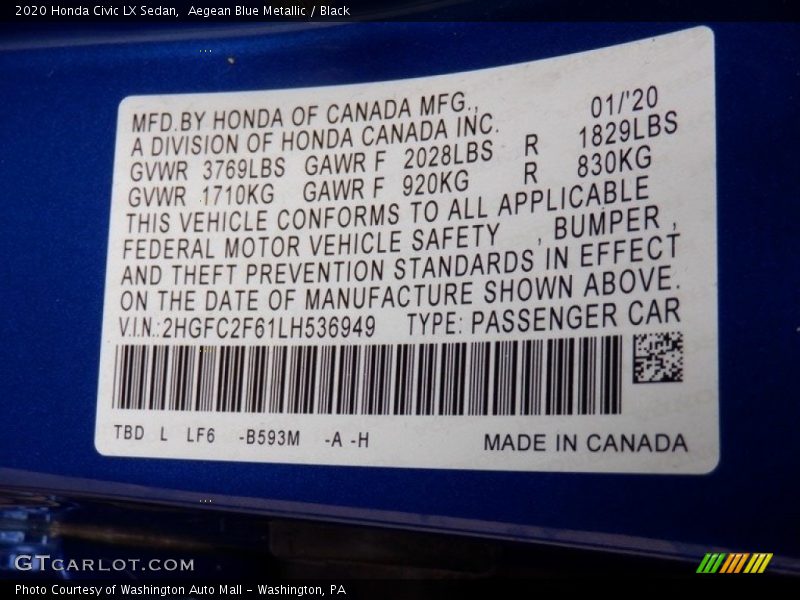 2020 Honda Civic LX Sedan,  Aegean Blue Metallic / Black
MFD.BY HONDA OF CANADA MFG., 01/'20
A DIVISION OF HONDA CANADA INC.
GVWR 3769LBS GAWR F 2028LBS R 1829LBS
GVWR 1710KG GAWR F 920KG R 830KG
THIS VEHICLE CONFORMS TO ALL APPLICABLE
FEDERAL MOTOR VEHICLE SAFETY , BUMPER ,
AND THEFT PREVENTION STANDARDS IN EFFECT
ON THE DATE OF MANUFACTURE SHOWN ABOVE.
V.I.N.:2HGFC2F61LH536949 TYPE: PASSENGER CAR
TBD L LF6 -B593M -A -H MADE IN CANADA
GTCARLOT.COM
Photo Courtesy of Washington Auto Mall - Washington, PA